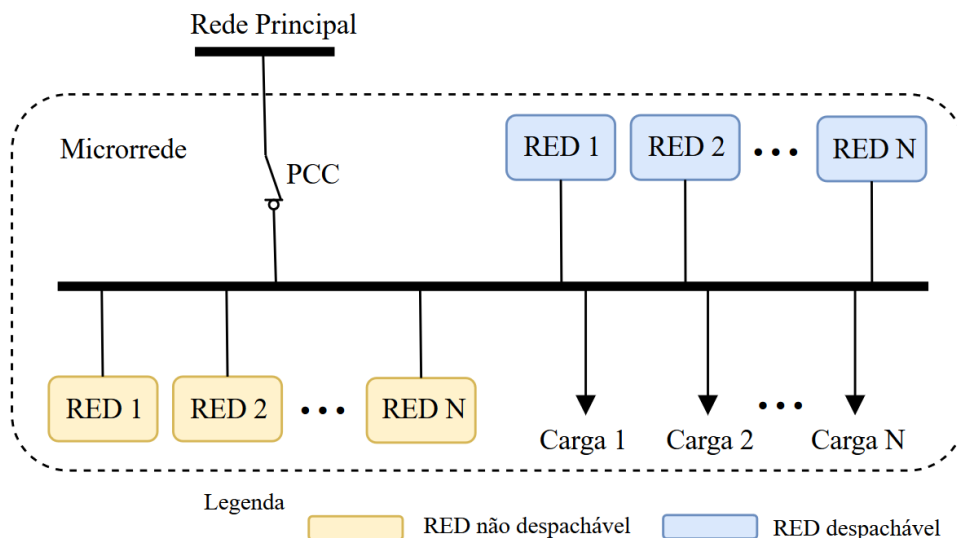 Rede Principal
Microrrede
PCC
RED 1
RED 2
RED N
RED 1
RED 2
RED N
Carga 1
Carga 2
Carga N
Legenda
RED não despachável
RED despachável